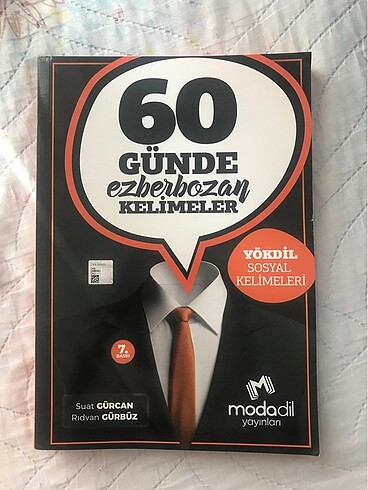 60
GÜNDE
ezberbozan
KELİMELER
YÖKDİL
SOSYAL
KELİMELERİ
7.
BASKI
Suat GÜRCAN
Rıdvan GÜRBÜZ
modadil
yayınları